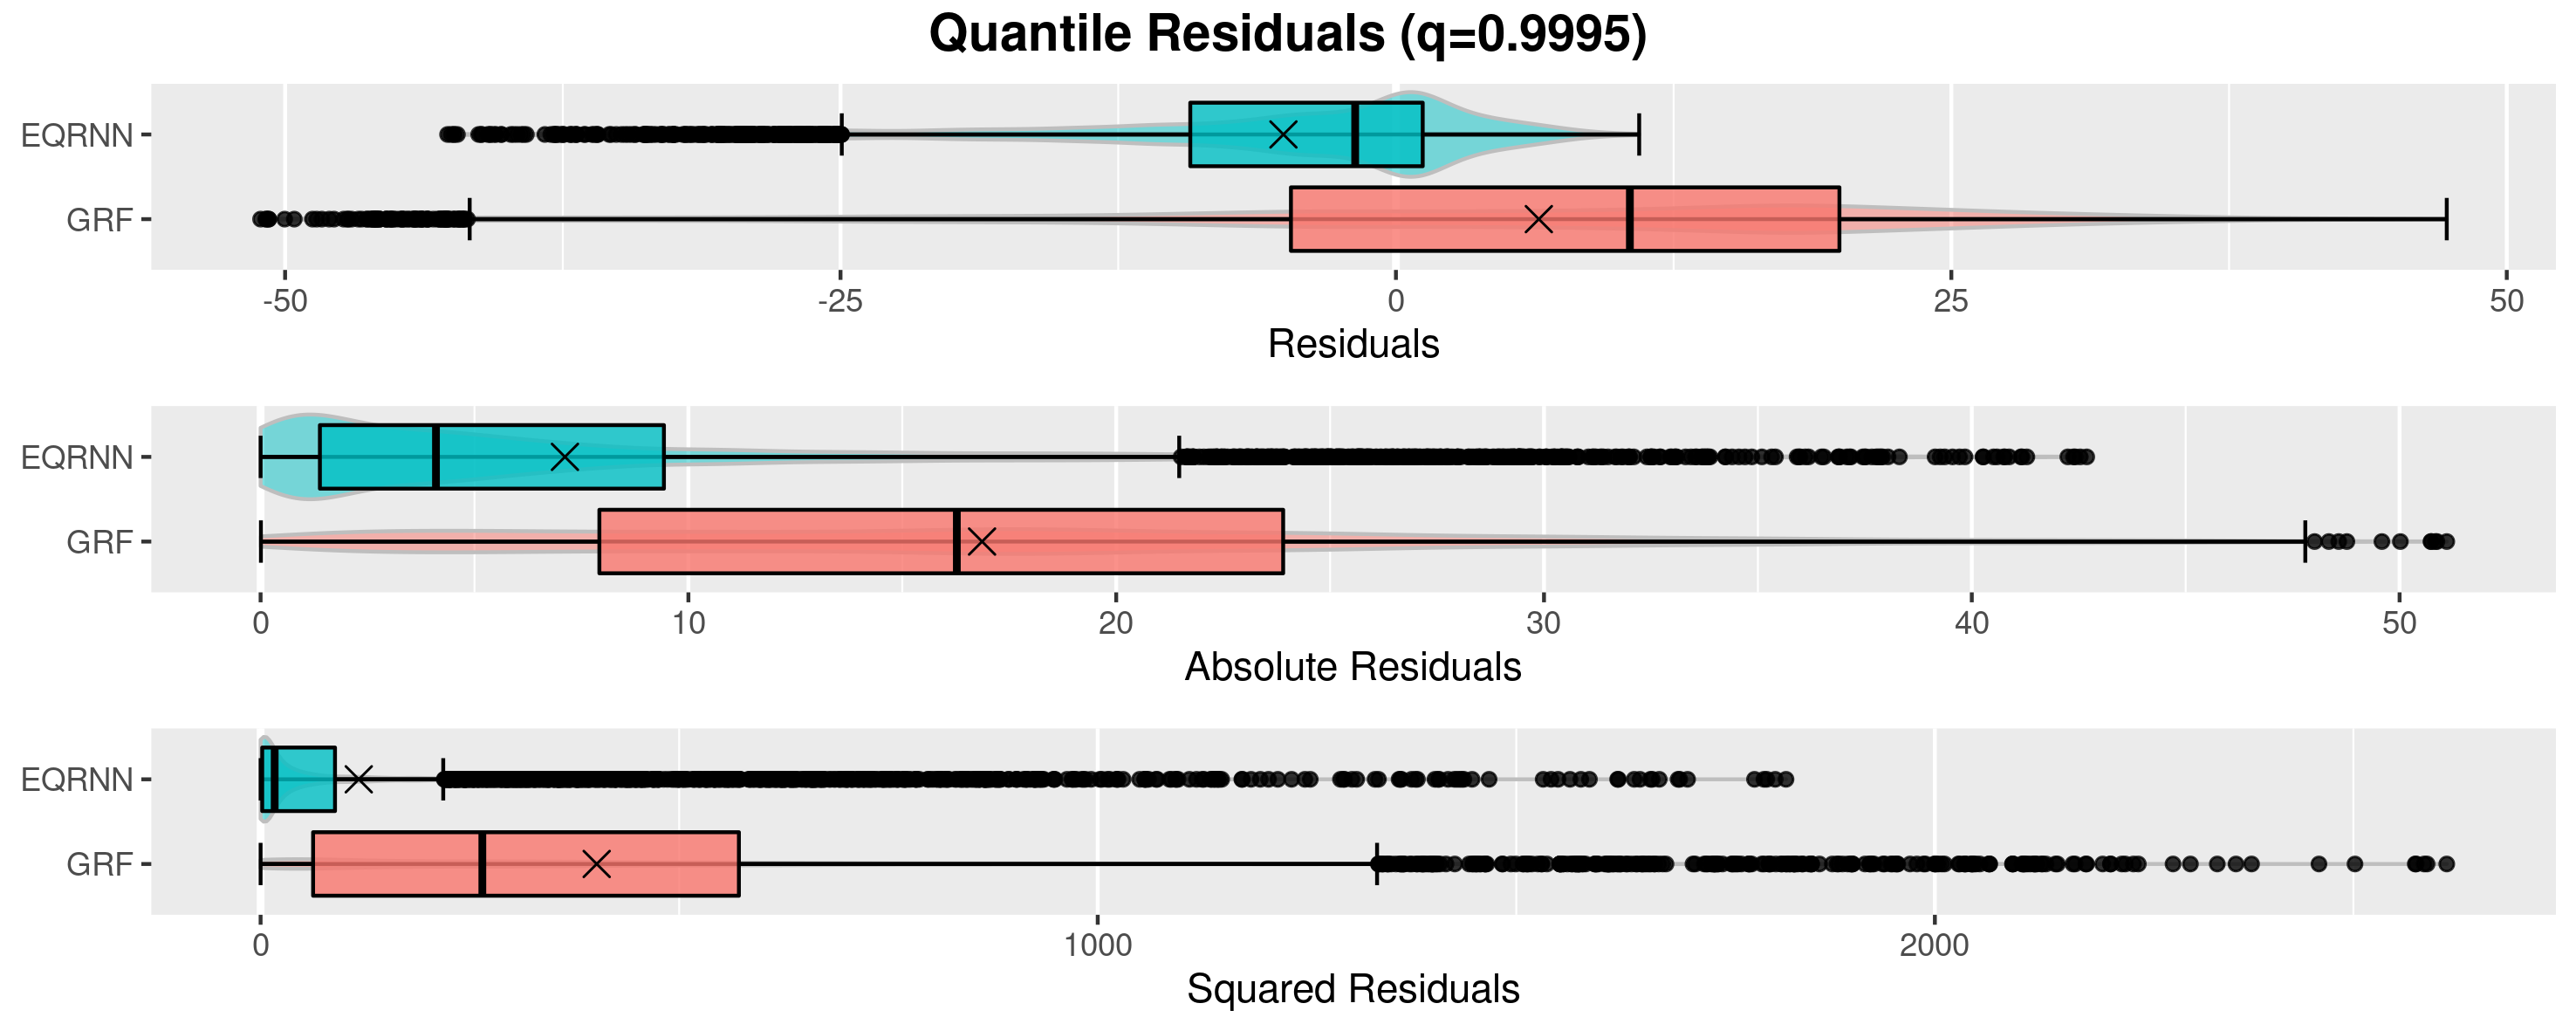 Quantile Residuals (q=0.9995)
EQRNN
GRF
-50 -25 0 25 50
Residuals
EQRNN
GRF
0 10 20 30 40 50
Absolute Residuals
EQRNN
GRF
0 1000 2000
Squared Residuals